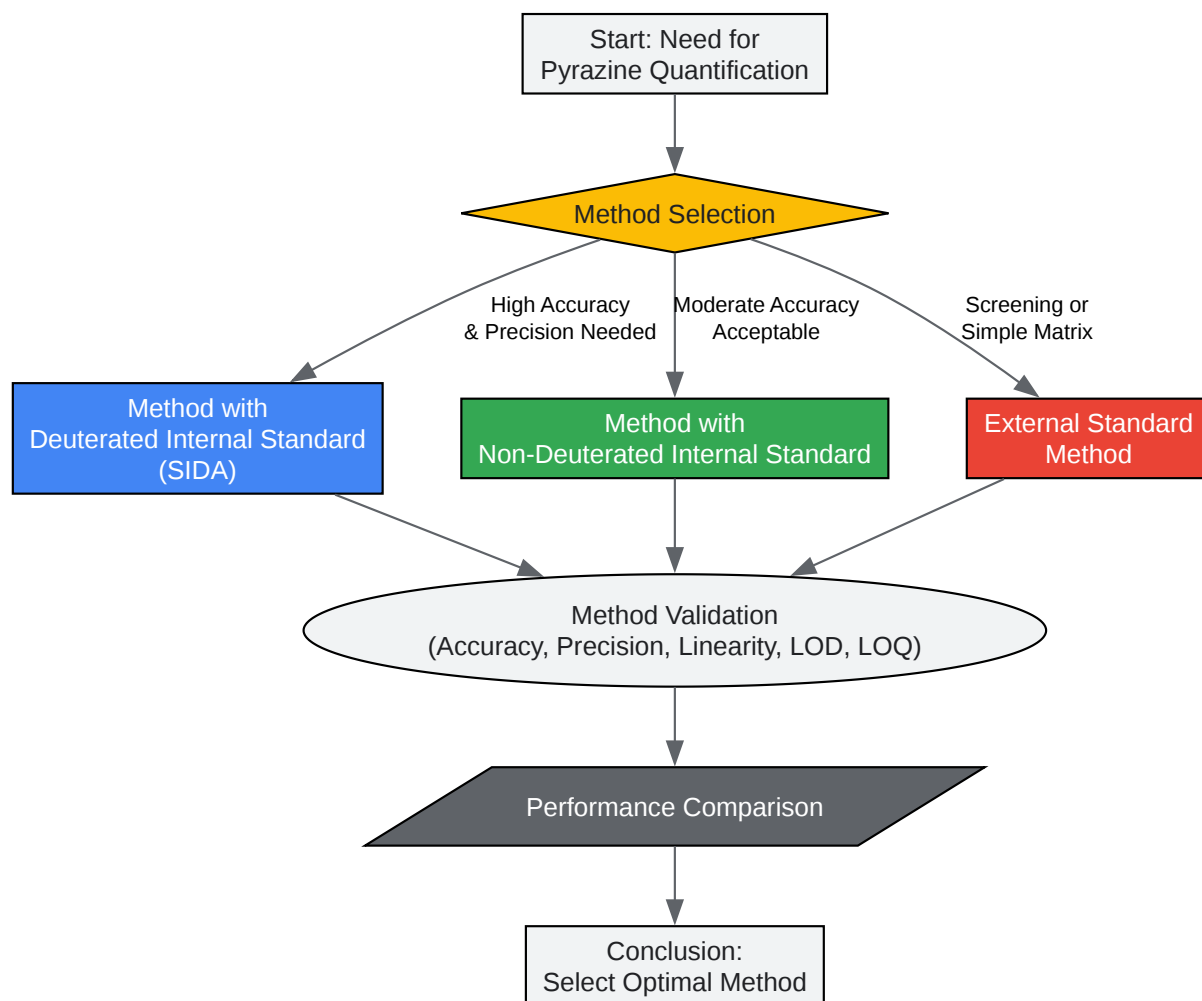 Start: Need for
Pyrazine Quantification
Method Selection
High Accuracy
& Precision Needed
Moderate Accuracy
Acceptable
Screening or
Simple Matrix
Method with
Deuterated Internal Standard
(SIDA)
Method with
Non-Deuterated Internal Standard
External Standard
Method
Method Validation
(Accuracy, Precision, Linearity, LOD, LOQ)
Performance Comparison
Conclusion:
Select Optimal Method